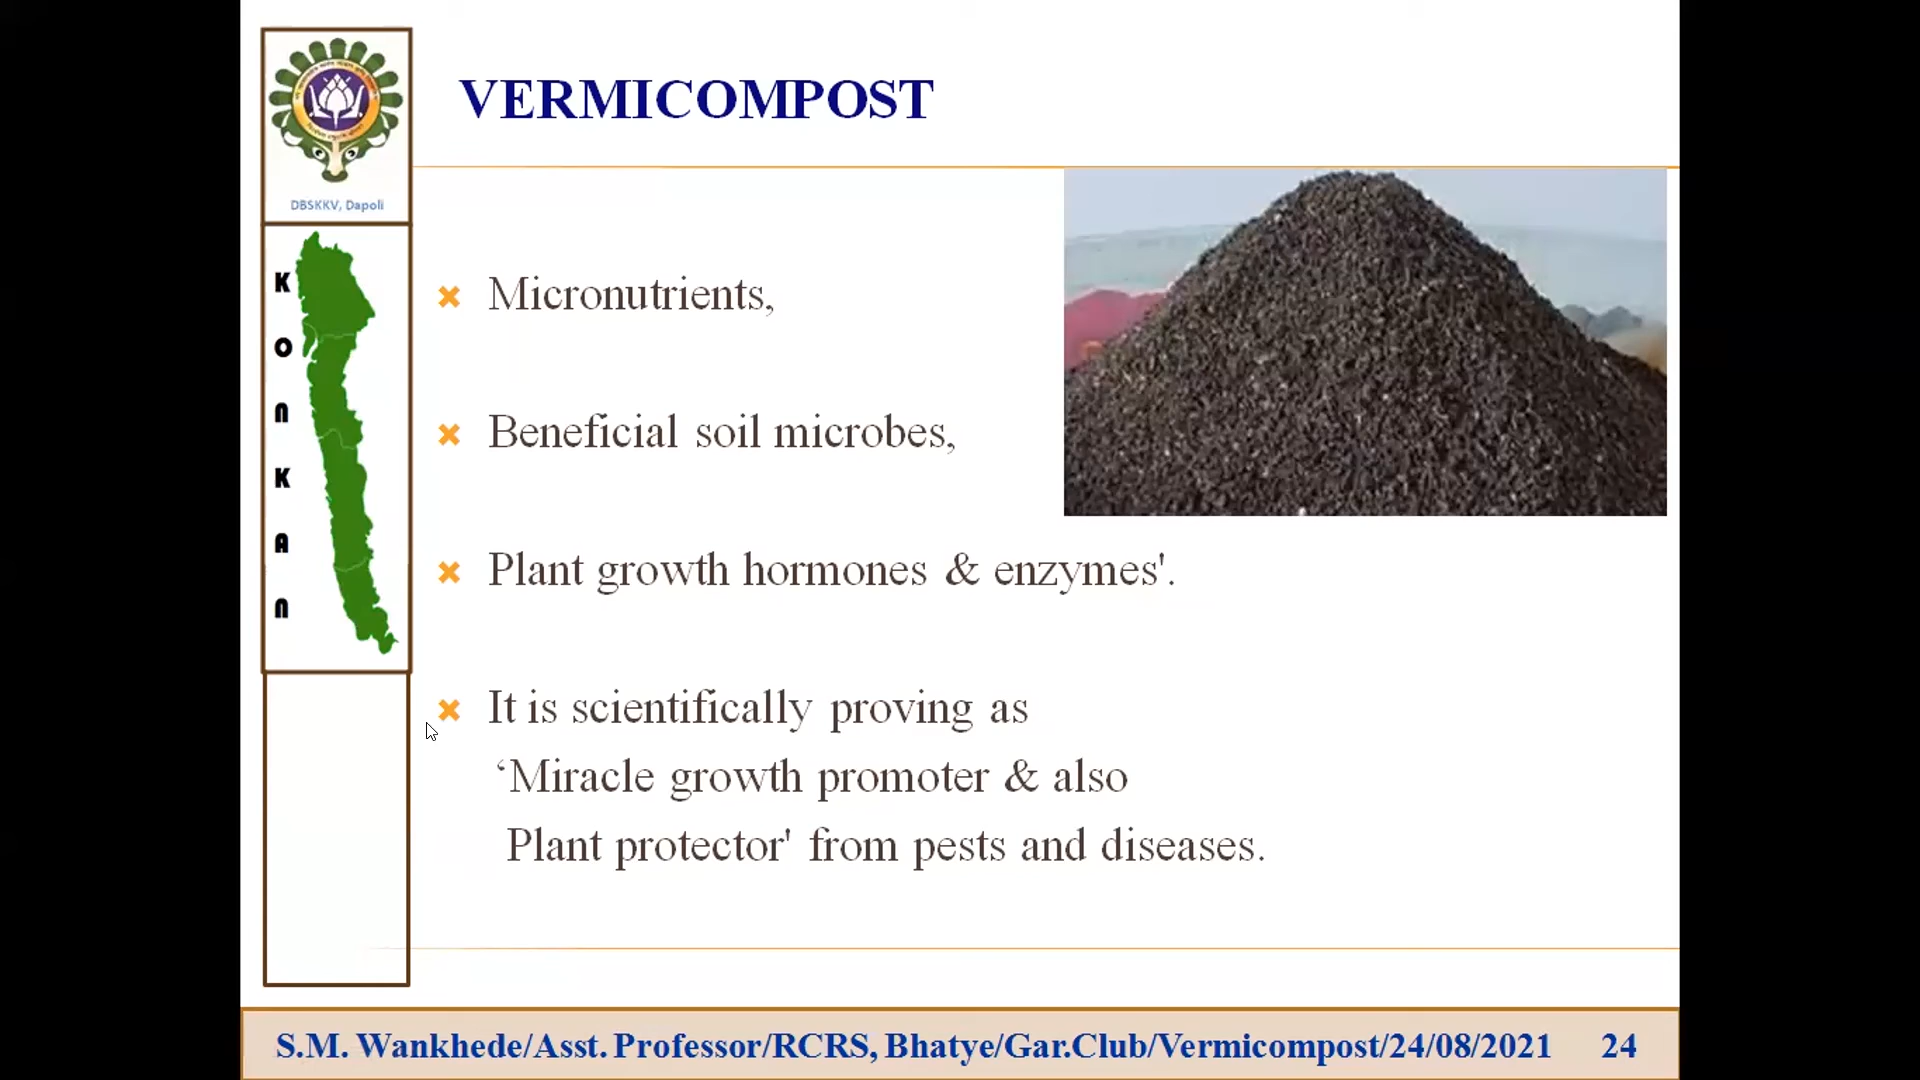 VERMICOMPOST
DBSKKV, Dapoli
K
O
N
K
A
N
Micronutrients,
Beneficial soil microbes,
Plant growth hormones & enzymes'.
It is scientifically proving as
‘Miracle growth promoter & also
Plant protector' from pests and diseases.
S.M. Wankhede/Asst. Professor/RCRS, Bhatye/Gar.Club/Vermicompost/24/08/2021 24